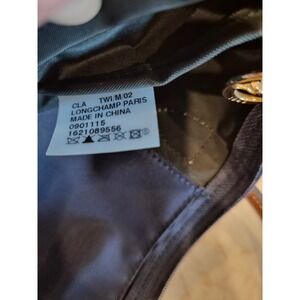 CLA TWI/M/02
LONGCHAMP PARIS
MADE IN CHINA
0901115
1621089556